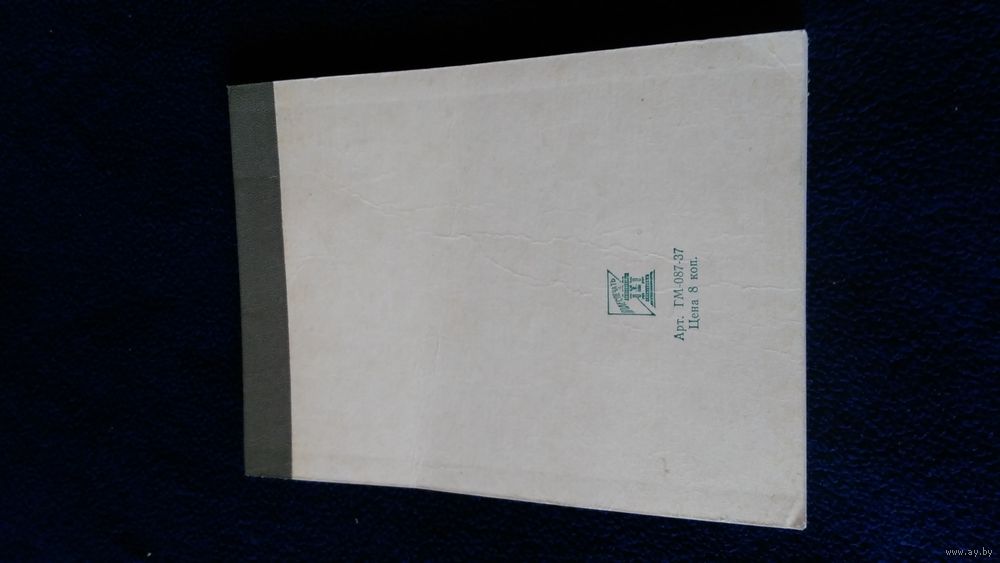 Арт. ГМ-087-37
Цена 8 коп.
www.ay.by